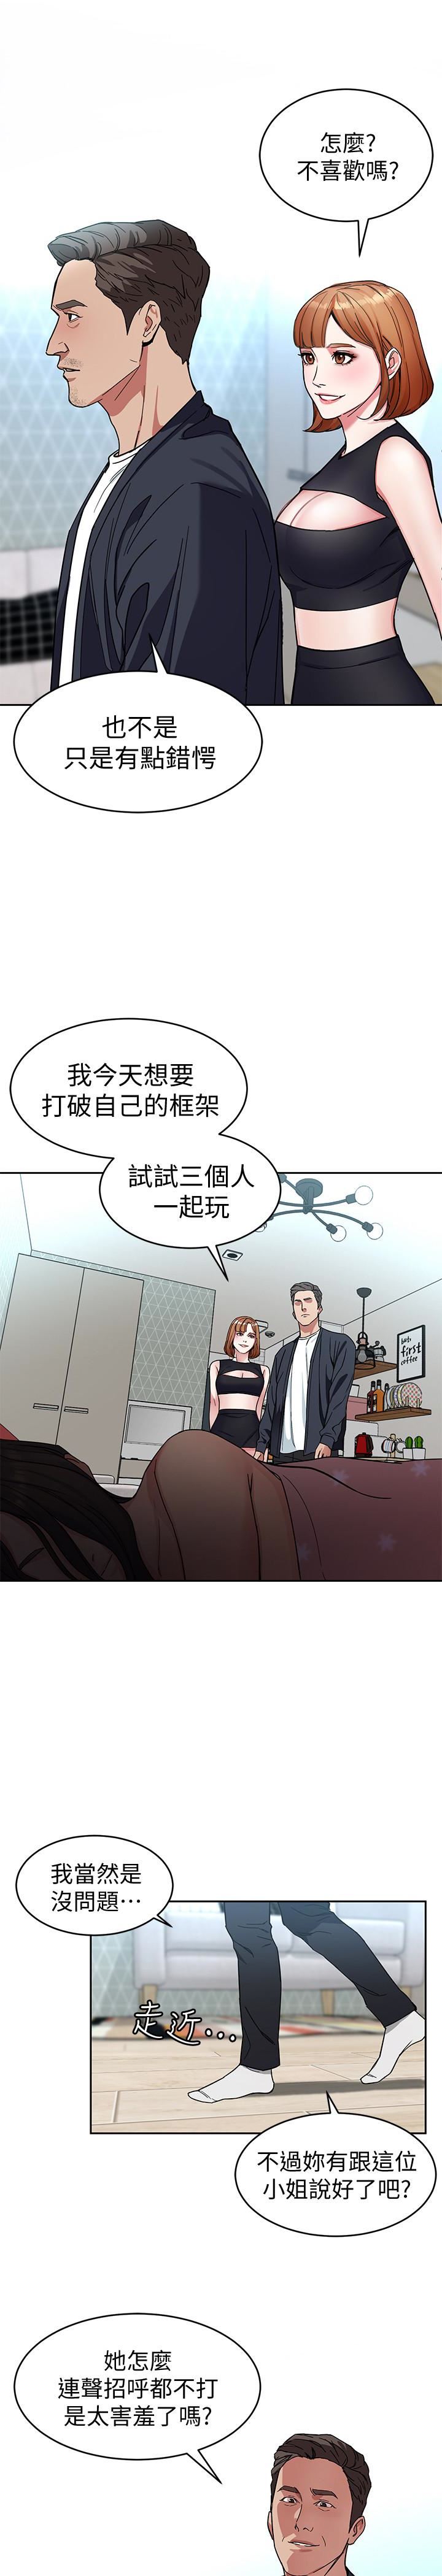 怎麼?
不喜歡嗎?
也不是
只是有點錯愕
我今天想要
打破自己的框架
試試三個人
一起玩
first
coffee
我當然是
沒問題…
走近…
不過妳有跟這位
小姐說好了吧?
她怎麼
連聲招呼都不打
是太害羞了嗎?